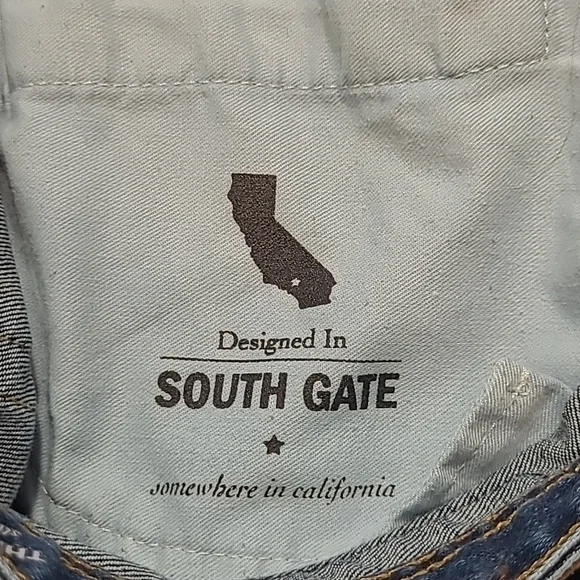 Designed In
SOUTH GATE
somewhere in california